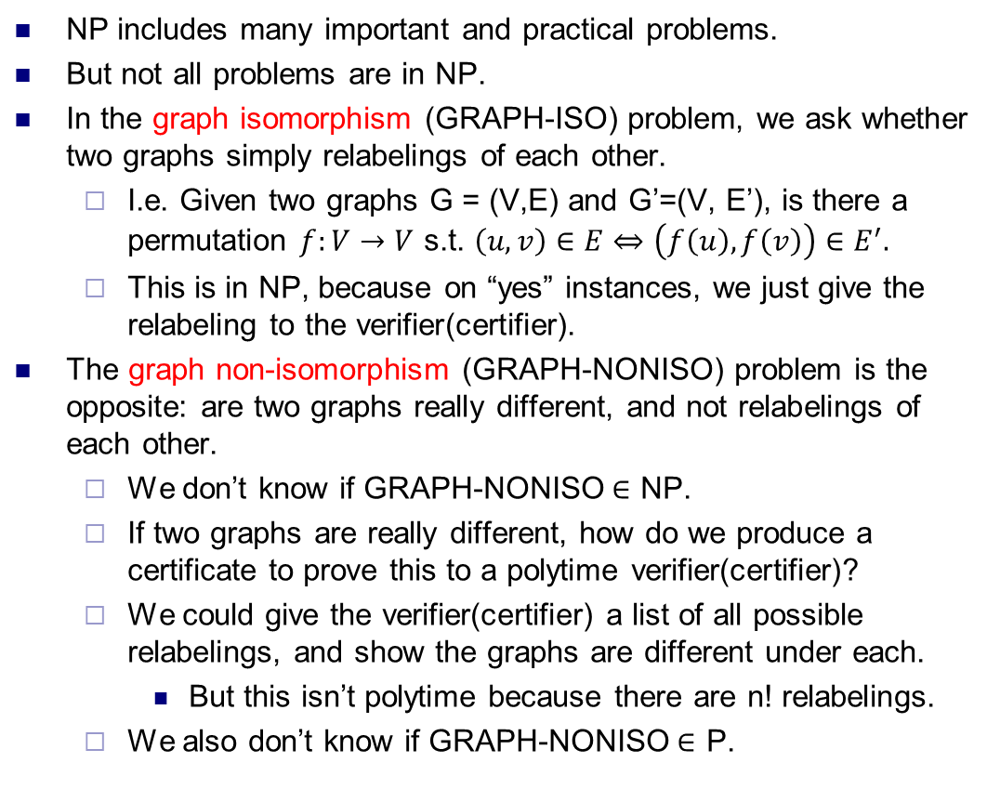 NP includes many important and practical problems.
But not all problems are in NP.
In the graph isomorphism (GRAPH-ISO) problem, we ask whether
two graphs simply relabelings of each other.
I.e. Given two graphs G = (V,E) and G’=(V, E’), is there a
permutation f: V → V s.t. (u, v) ∈ E ⇔ (f(u), f(v)) ∈ E′.
This is in NP, because on “yes” instances, we just give the
relabeling to the verifier(certifier).
The graph non-isomorphism (GRAPH-NONISO) problem is the
opposite: are two graphs really different, and not relabelings of
each other.
We don’t know if GRAPH-NONISO ∈ NP.
If two graphs are really different, how do we produce a
certificate to prove this to a polytime verifier(certifier)?
We could give the verifier(certifier) a list of all possible
relabelings, and show the graphs are different under each.
But this isn’t polytime because there are n! relabelings.
We also don’t know if GRAPH-NONISO ∈ P.